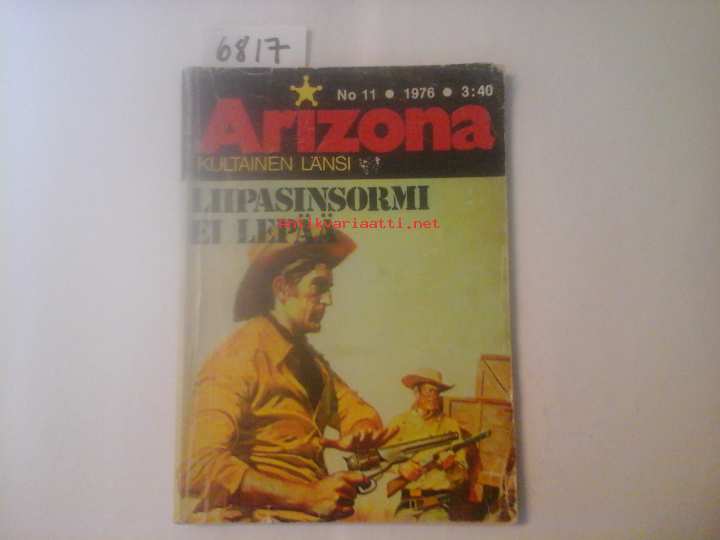 6817
No 11 • 1976 • 3:40
Arizona
KULTAINEN LÄNSI
LIIPASINSORMI
antikvariaatti.net
EI LEPÄÄ